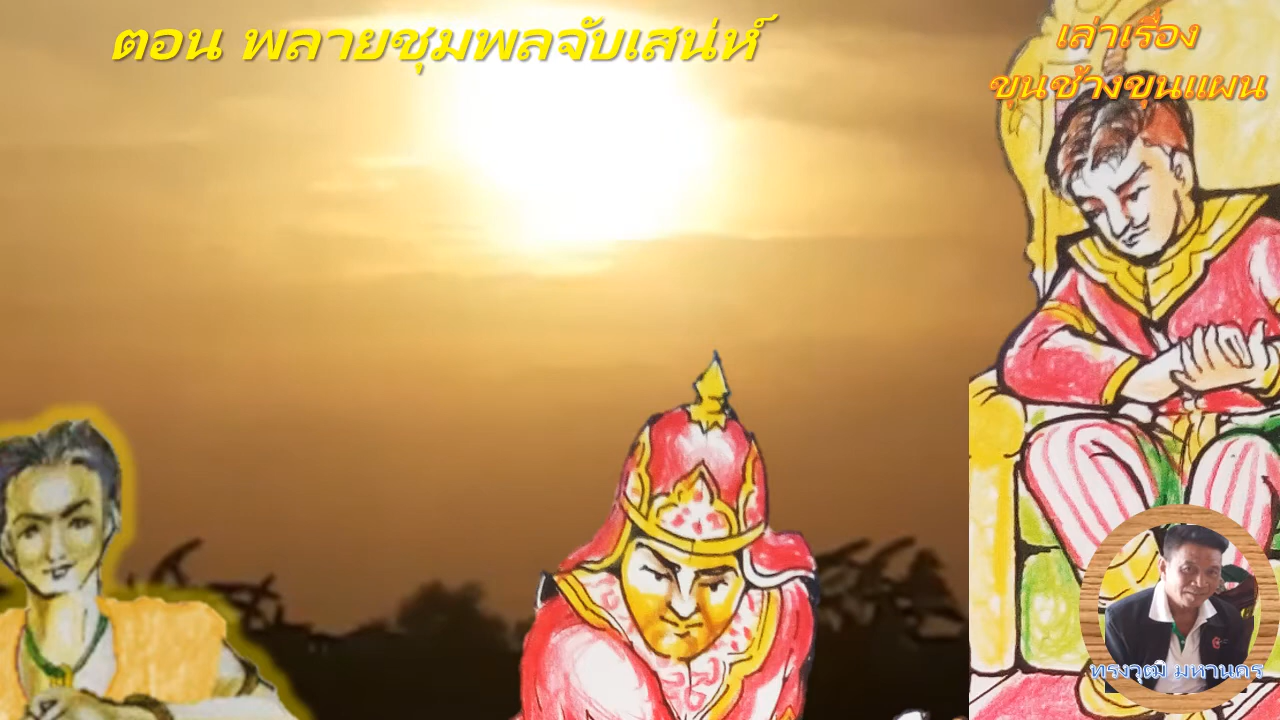 ตอน พลายชุมพลจับเสน่ห์
เล่าเรื่อง
ขุนช้างขุนแผน
ทรงวุฒิ มหานคร